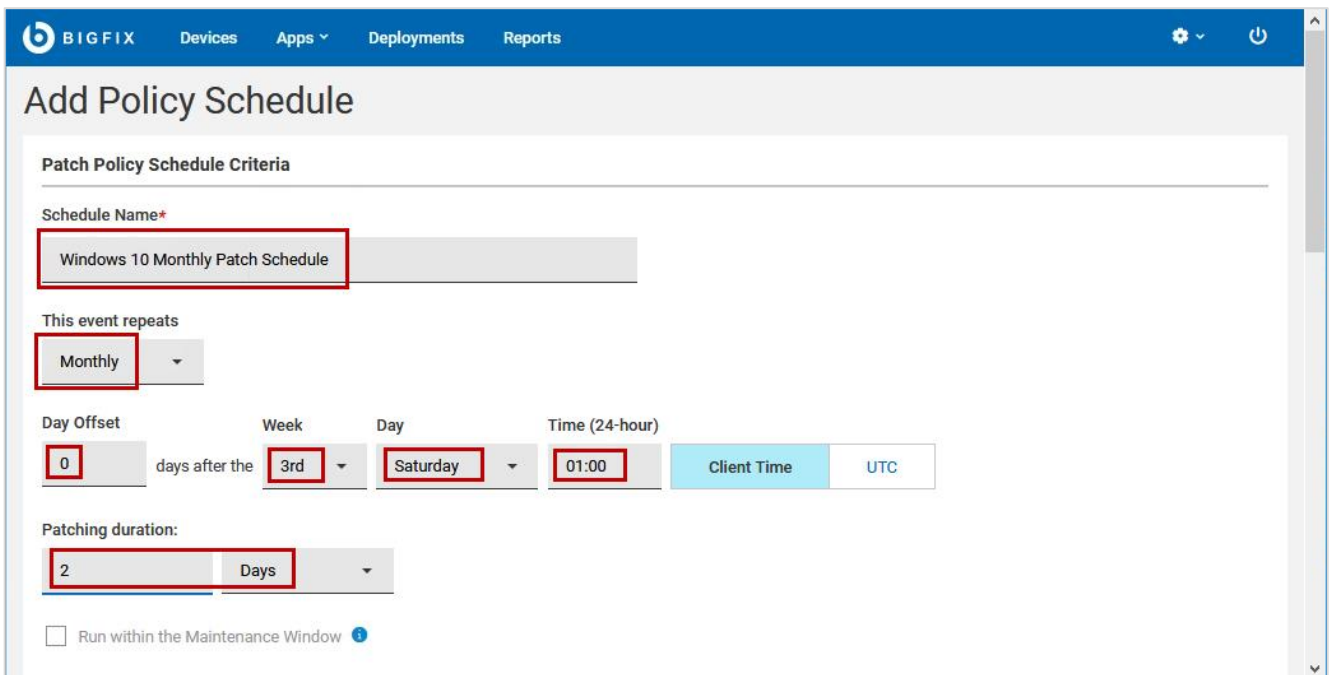 BIGFIX Devices Apps Deployments Reports
Add Policy Schedule
Patch Policy Schedule Criteria
Schedule Name*
Windows 10 Monthly Patch Schedule
This event repeats
Monthly
Day Offset Week Day Time (24-hour)
0 days after the 3rd Saturday 01:00 Client Time UTC
Patching duration:
2 Days
Run within the Maintenance Window